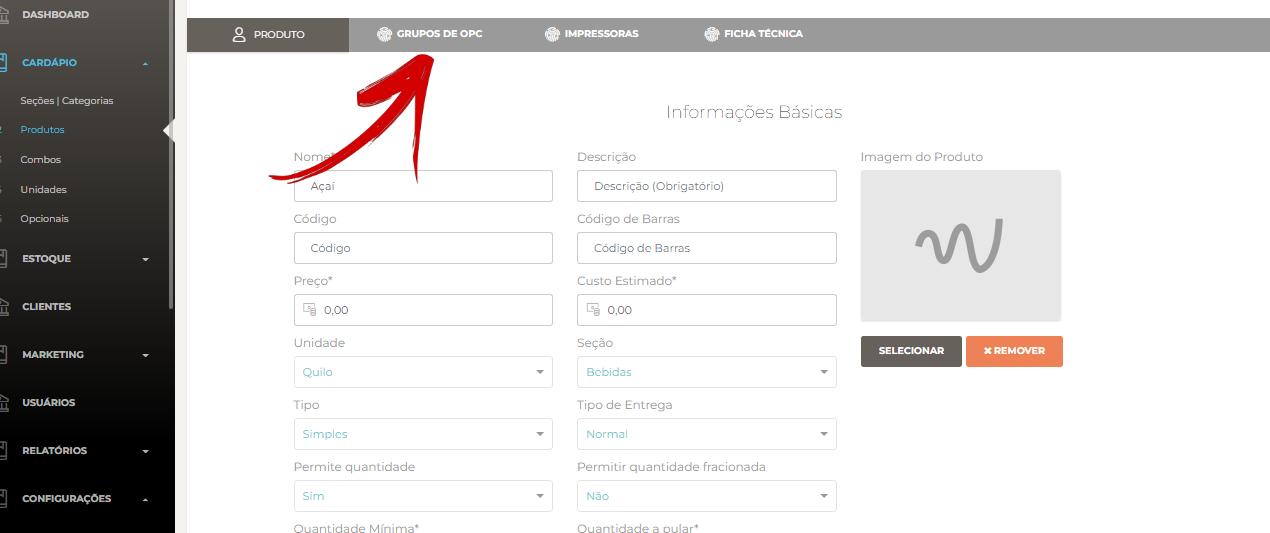 DASHBOARD
CARDÁPIO
Seções | Categorias
Produtos
Combos
Unidades
Opcionais
ESTOQUE
CLIENTES
MARKETING
USUÁRIOS
RELATÓRIOS
CONFIGURAÇÕES
PRODUTO
GRUPOS DE OPC
IMPRESSORAS
FICHA TÉCNICA
Informações Básicas
Nome*
Descrição
Imagem do Produto
Açaí
Descrição (Obrigatório)
Código
Código de Barras
Código
Código de Barras
Preço*
Custo Estimado*
0,00
0,00
Unidade
Seção
SELECIONAR
✖ REMOVER
Quilo
Bebidas
Tipo
Tipo de Entrega
Simples
Normal
Permite quantidade
Permitir quantidade fracionada
Sim
Não
Quantidade Mínima*
Quantidade a pular*